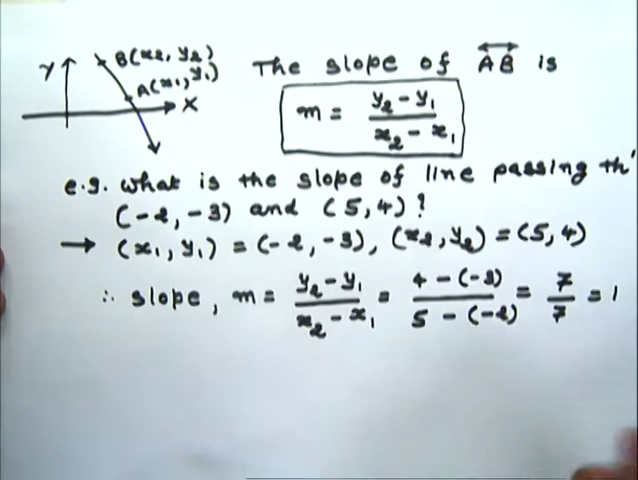 Y
B(x2, y2)
A(x1, y1)
X
The slope of AB is
m = y2 - y1 / x2 - x1
e.g. what is the slope of line passing th'
(-2, -3) and (5, 4)?
→ (x1, y1) = (-2, -3), (x2, y2) = (5, 4)
∴ slope, m = y2 - y1 / x2 - x1 = 4 - (-3) / 5 - (-2) = 7 / 7 = 1